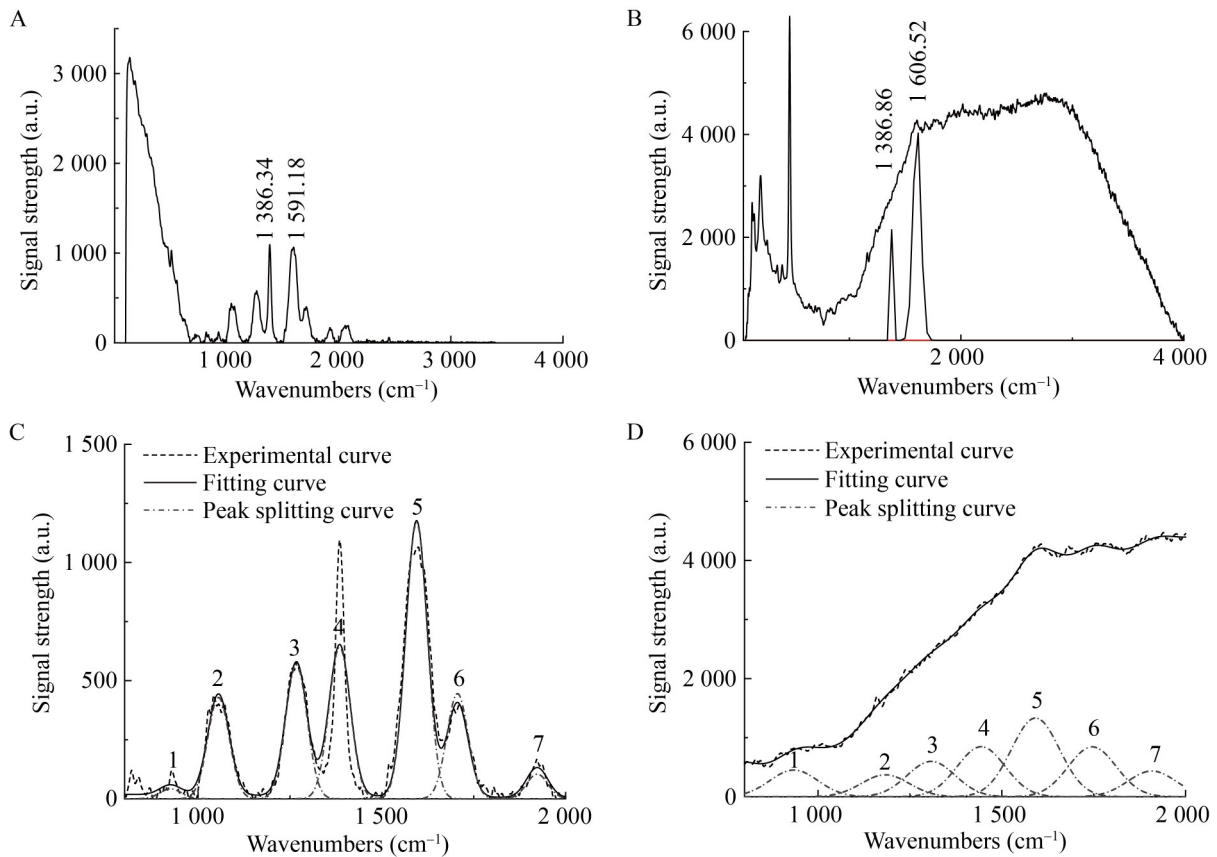 A
Signal strength (a.u.)
3 000
2 000
1 000
0
1 386.34
1 591.18
1 000
2 000
3 000
4 000
Wavenumbers (cm⁻¹)
B
Signal strength (a.u.)
6 000
4 000
2 000
0
1 386.86
1 606.52
2 000
4 000
Wavenumbers (cm⁻¹)
C
Signal strength (a.u.)
1 500
1 000
500
0
Experimental curve
Fitting curve
Peak splitting curve
1
2
3
4
5
6
7
1 000
1 500
2 000
Wavenumbers (cm⁻¹)
D
Signal strength (a.u.)
6 000
4 000
2 000
0
Experimental curve
Fitting curve
Peak splitting curve
1
2
3
4
5
6
7
1 000
1 500
2 000
Wavenumbers (cm⁻¹)